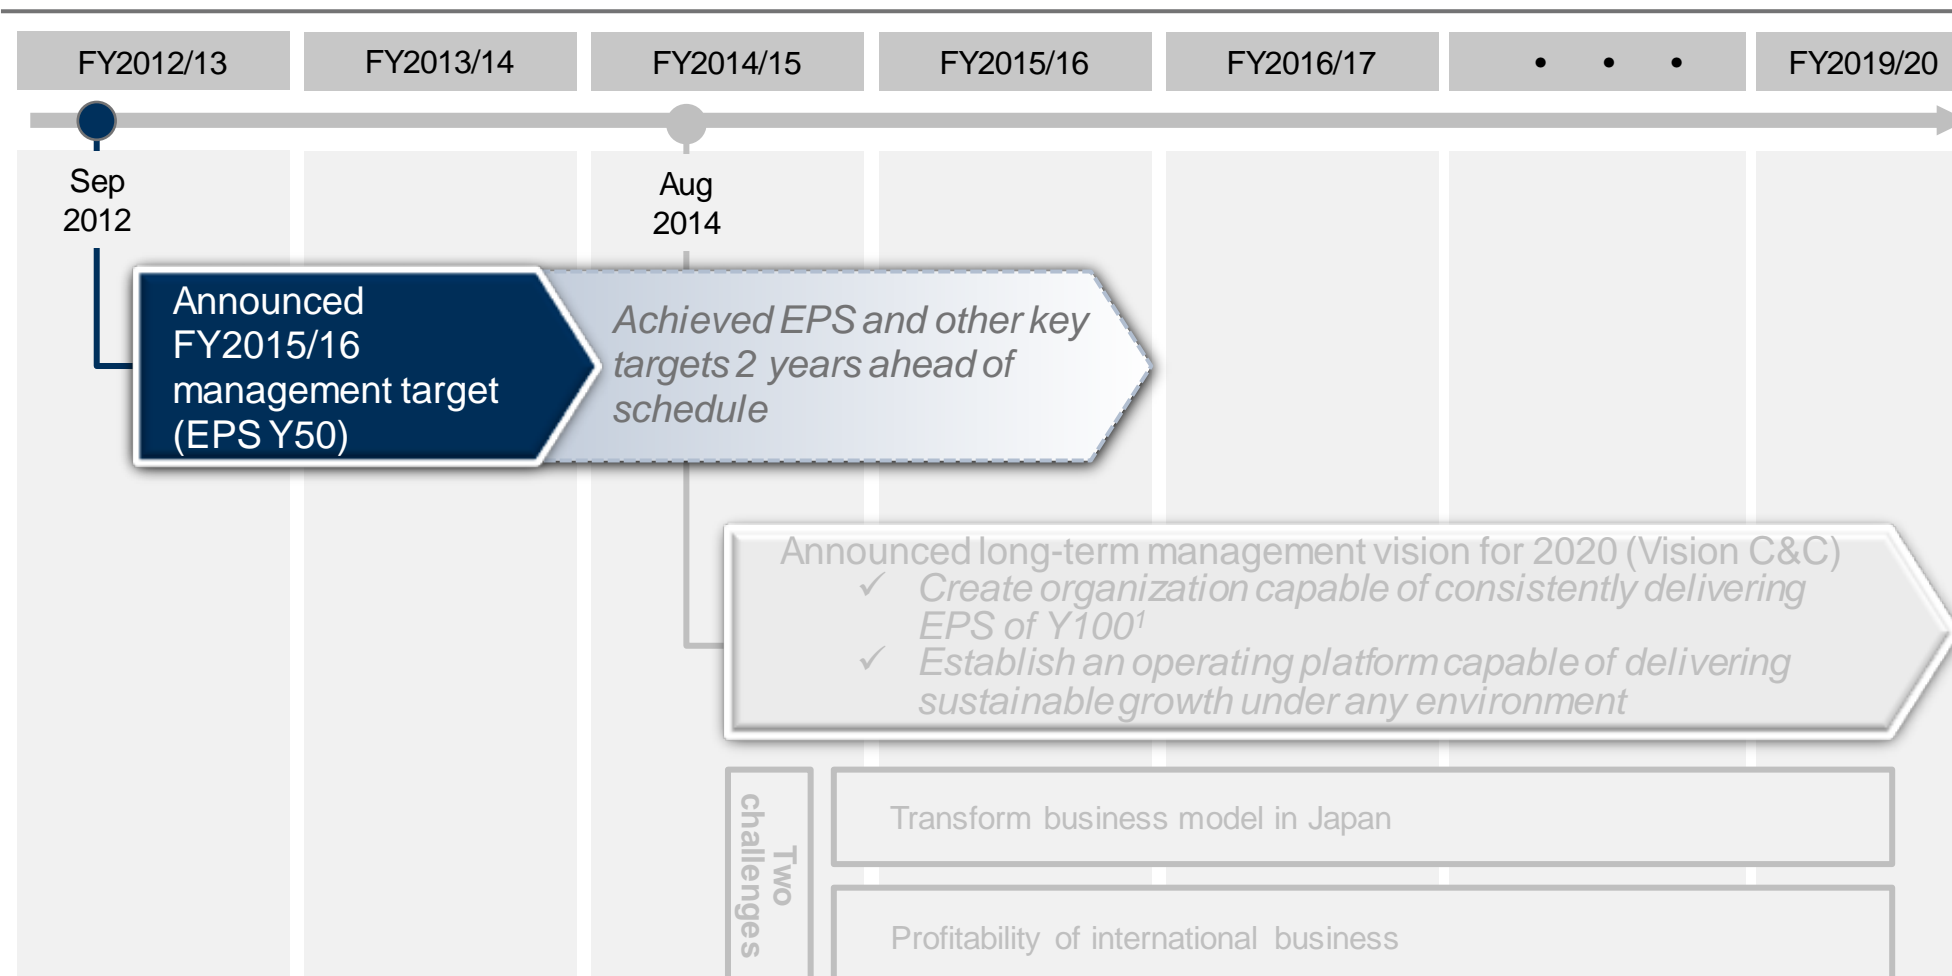 FY2012/13 FY2013/14 FY2014/15 FY2015/16 FY2016/17 • • • FY2019/20
Sep
2012
Aug
2014
Announced
FY2015/16
management target
(EPS Y50)
Achieved EPS and other key
targets 2 years ahead of
schedule
Announced long-term management vision for 2020 (Vision C&C)
✓ Create organization capable of consistently delivering
EPS of Y100¹
✓ Establish an operating platform capable of delivering
sustainable growth under any environment
Two
challenges
Transform business model in Japan
Profitability of international business